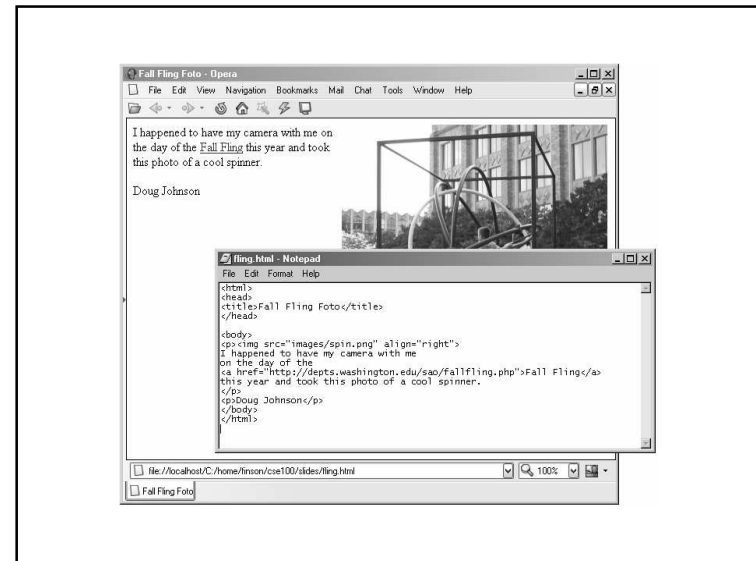 Fall Fling Foto - Opera
File Edit View Navigation Bookmarks Mail Chat Tools Window Help
I happened to have my camera with me on
the day of the Fall Fling this year and took
this photo of a cool spinner.
Doug Johnson
fling.html - Notepad
File Edit Format Help
<html>
<head>
<title>Fall Fling Foto</title>
</head>
<body>
<p><img src="images/spin.png" align="right">
I happened to have my camera with me
on the day of the
<a href="http://depts.washington.edu/sao/fallfling.php">Fall Fling</a>
this year and took this photo of a cool spinner.
</p>
<p>Doug Johnson</p>
</body>
</html>
file://localhost/C:/home/finson/cse100/slides/fling.html 100%
Fall Fling Foto